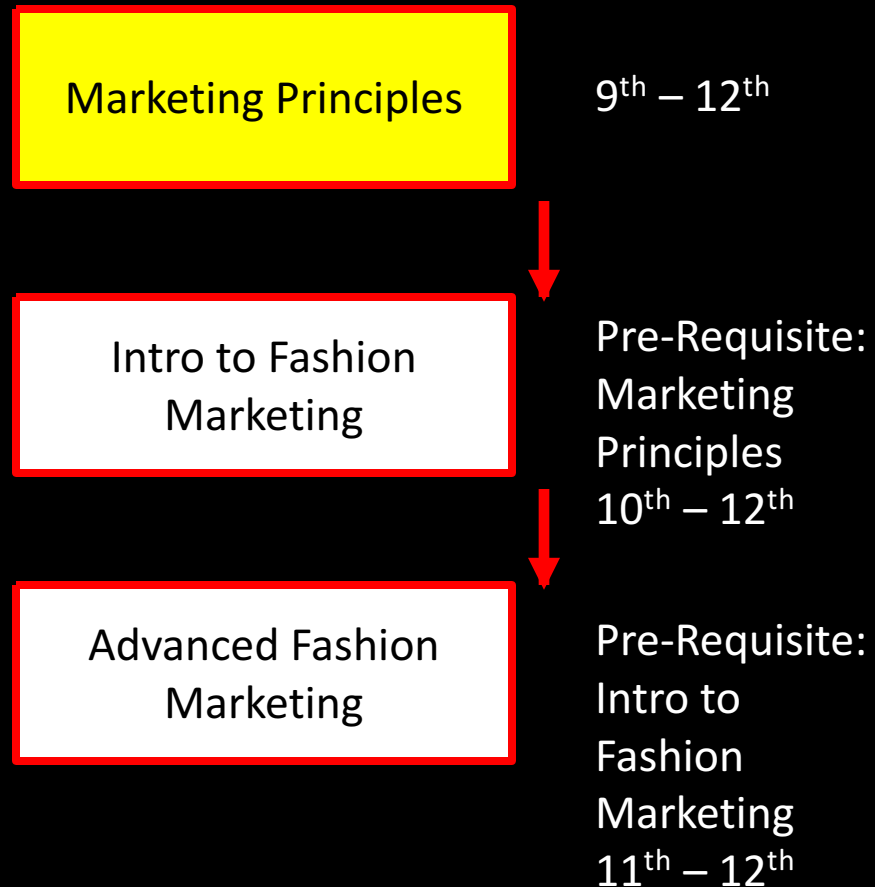 Marketing Principles
9th – 12th
Intro to Fashion
Marketing
Pre-Requisite:
Marketing
Principles
10th – 12th
Advanced Fashion
Marketing
Pre-Requisite:
Intro to
Fashion
Marketing
11th – 12th